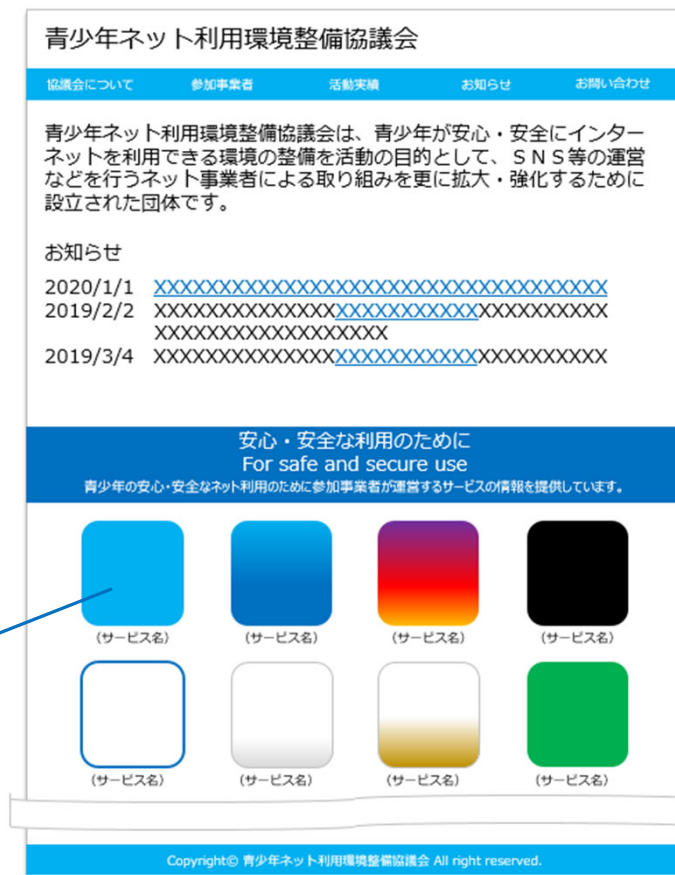 青少年ネット利用環境整備協議会
協議会について 参加事業者 活動実績 お知らせ お問い合わせ
青少年ネット利用環境整備協議会は、青少年が安心・安全にインター
ネットを利用できる環境の整備を活動の目的として、ＳＮＳ等の運営
などを行うネット事業者による取り組みを更に拡大・強化するために
設立された団体です。
お知らせ
2020/1/1 XXXXXXXXXXXXXXXXXXXXXXXXXXXXXXXXXXX
2019/2/2 XXXXXXXXXXXXXXXXXXXXXXXXXXXXXXXXXXX
XXXXXXXXXXXXXXXXXX
2019/3/4 XXXXXXXXXXXXXXXXXXXXXXXXXXXXXXXXXXX
安心・安全な利用のために
For safe and secure use
青少年の安心・安全なネット利用のために参加事業者が運営するサービスの情報を提供しています。
(サービス名) (サービス名) (サービス名) (サービス名)
(サービス名) (サービス名) (サービス名) (サービス名)
Copyright© 青少年ネット利用環境整備協議会 All right reserved.